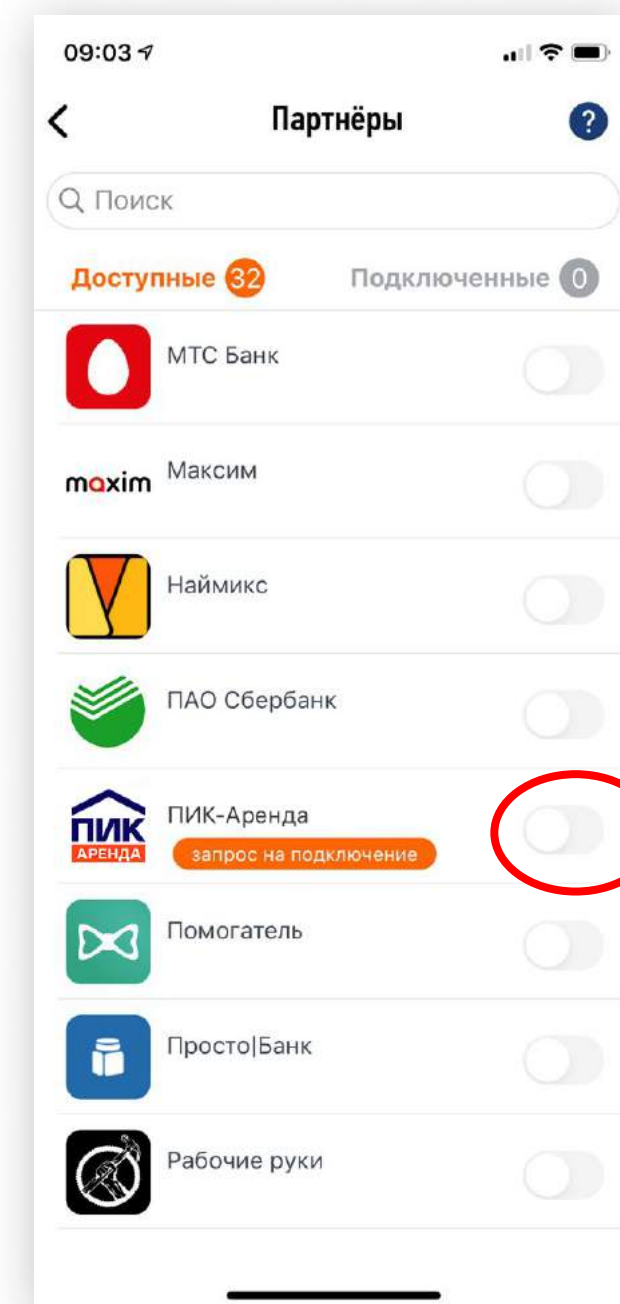 09:03
Партнёры
?
Поиск
Доступные 32
Подключенные 0
МТС Банк
maxim
Максим
Наймикс
ПАО Сбербанк
ПИК
АРЕНДА
ПИК-Аренда
запрос на подключение
Помогатель
Просто|Банк
Рабочие руки